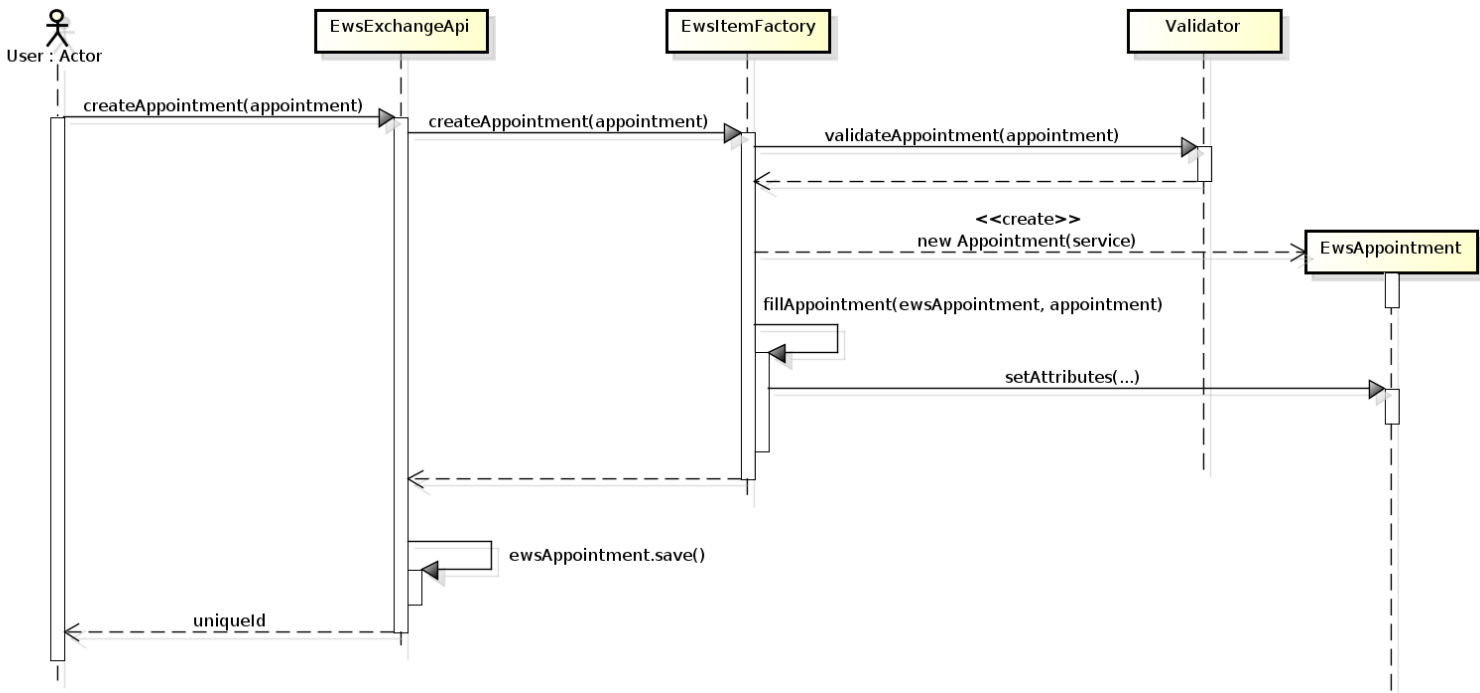 EwsExchangeApi
EwsItemFactory
Validator
User : Actor
createAppointment(appointment)
createAppointment(appointment)
validateAppointment(appointment)
<<create>>
new Appointment(service)
EwsAppointment
fillAppointment(ewsAppointment, appointment)
setAttributes(...)
ewsAppointment.save()
uniqueId